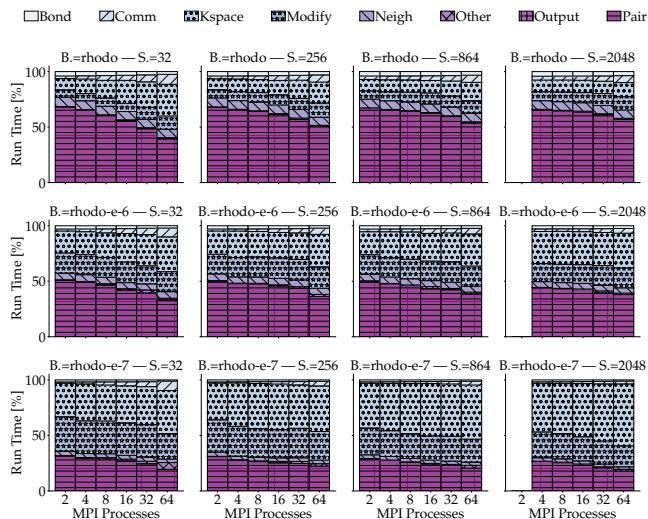 Bond Comm Kspace Modify Neigh Other Output Pair
B.=rhodo — S.=32 B.=rhodo — S.=256 B.=rhodo — S.=864 B.=rhodo — S.=2048
100
50
0
Run Time [%]
B.=rhodo-e-6 — S.=32 B.=rhodo-e-6 — S.=256 B.=rhodo-e-6 — S.=864 B.=rhodo-e-6 — S.=2048
100
50
0
Run Time [%]
B.=rhodo-e-7 — S.=32 B.=rhodo-e-7 — S.=256 B.=rhodo-e-7 — S.=864 B.=rhodo-e-7 — S.=2048
100
50
0
Run Time [%]
2 4 8 16 32 64 2 4 8 16 32 64 2 4 8 16 32 64 2 4 8 16 32 64
MPI Processes MPI Processes MPI Processes MPI Processes